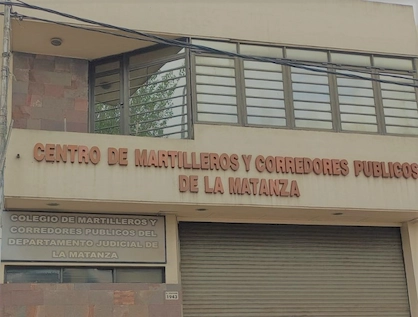 CENTRO DE MARTILLEROS Y CORREDORES PUBLICOS
DE LA MATANZA
COLEGIO DE MARTILLEROS Y
CORREDORES PUBLICOS DEL
DEPARTAMENTO JUDICIAL DE
LA MATANZA